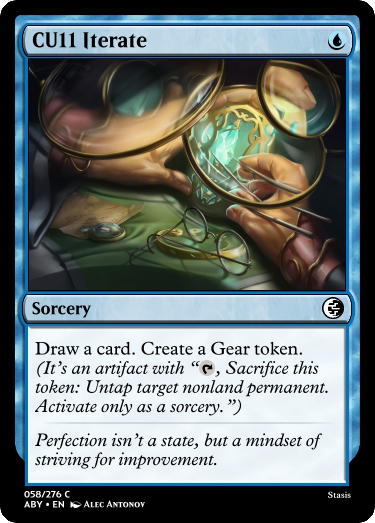 CU11 Iterate
Sorcery
Draw a card. Create a Gear token.
(It's an artifact with “, Sacrifice this
token: Untap target nonland permanent.
Activate only as a sorcery.”)
Perfection isn't a state, but a mindset of
striving for improvement.
058/276 C
ABY • EN Alec Antonov
Stasis